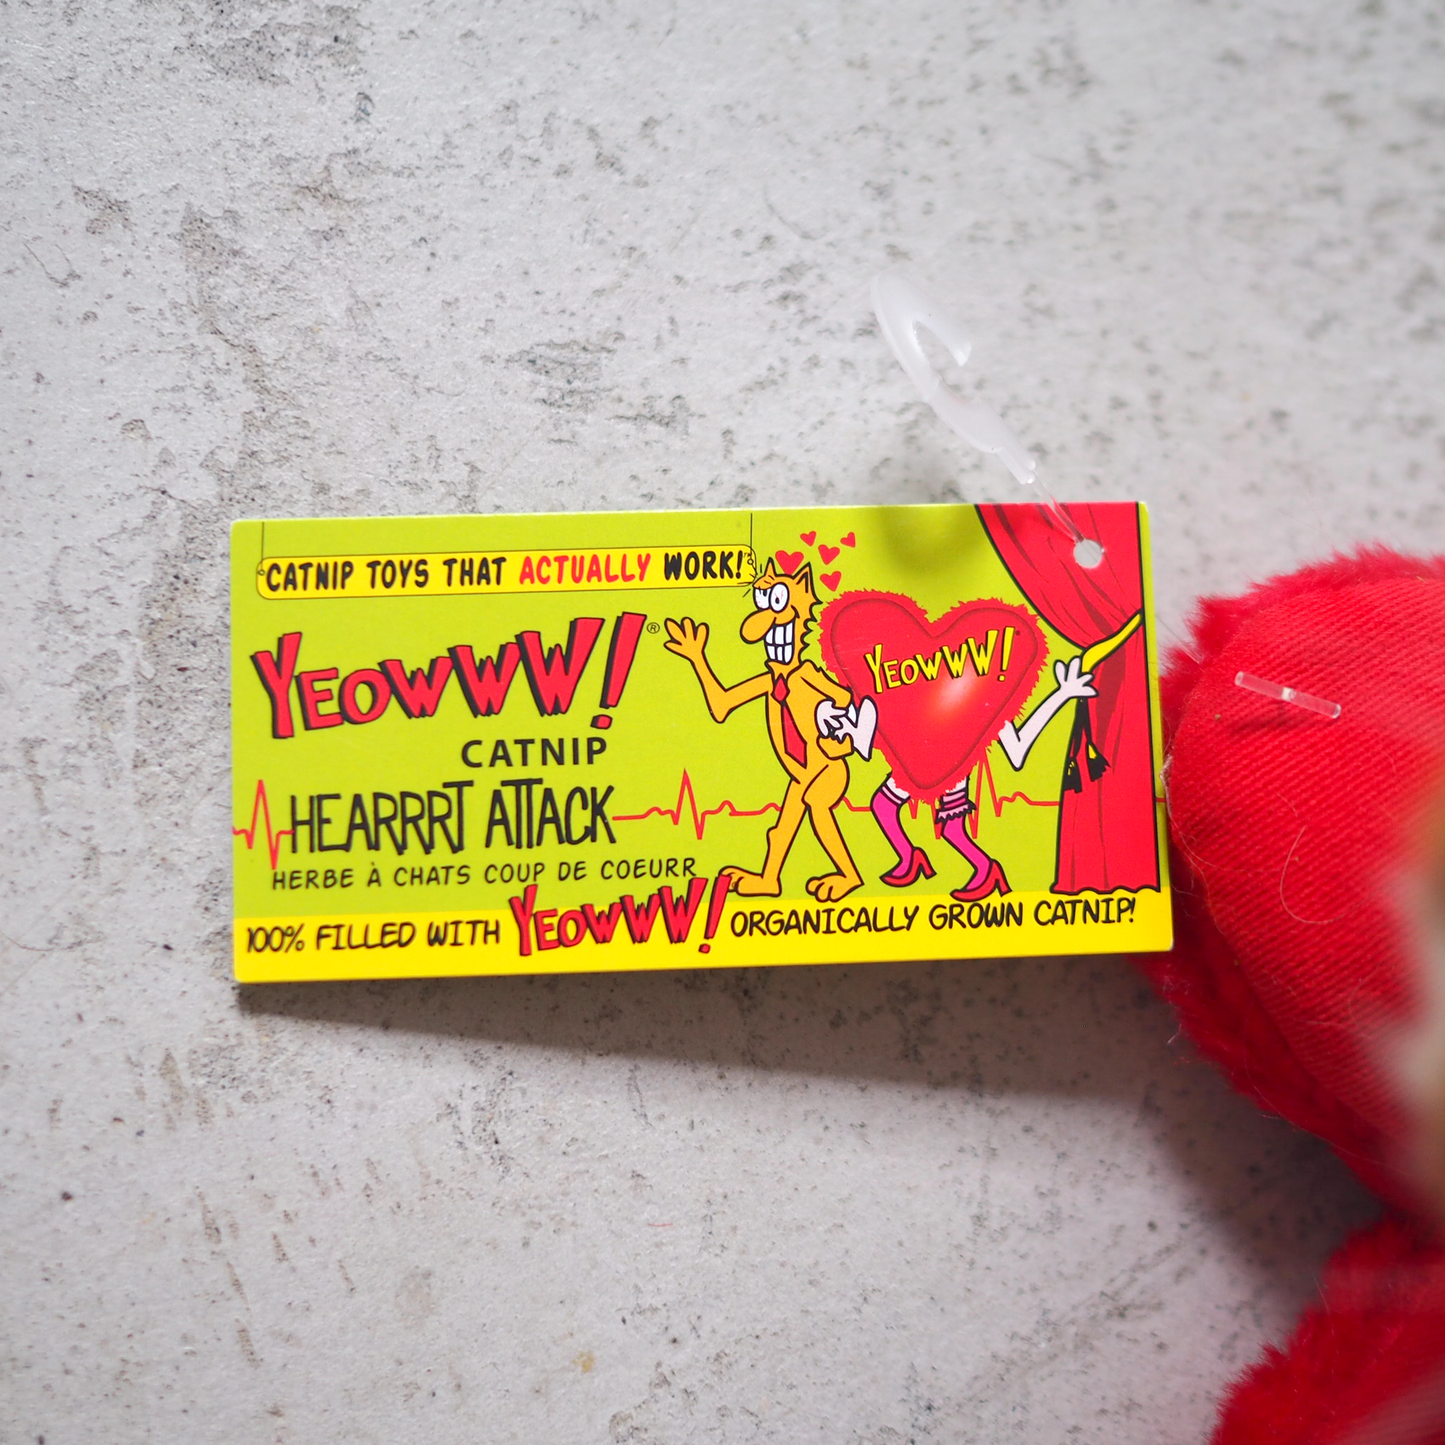 CATNIP TOYS THAT ACTUALLY WORK!™
YEOWWW!®
CATNIP
HEARRRT ATTACK
HERBE À CHATS COUP DE COEURR
100% FILLED WITH YEOWWW! ORGANICALLY GROWN CATNIP!
YEOWWW!